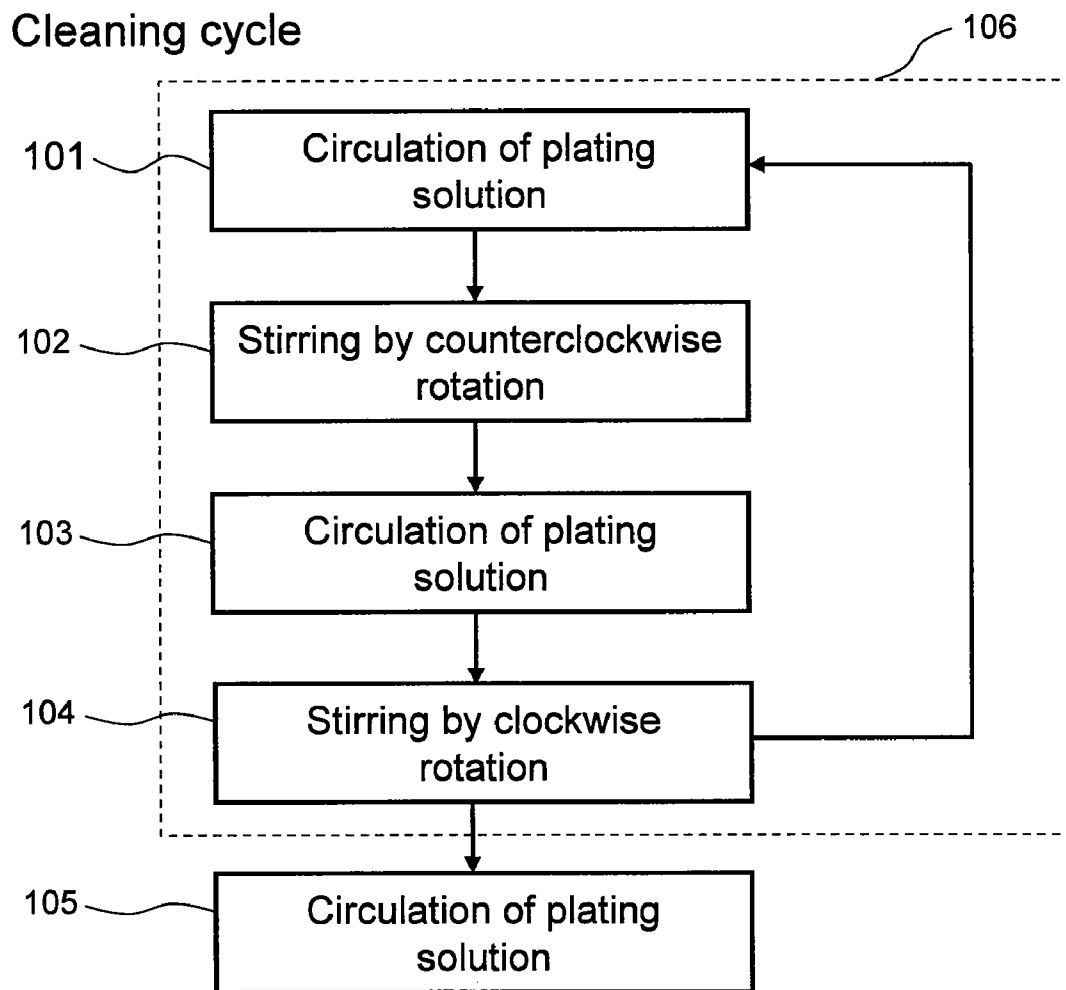 Cleaning cycle
106
101
Circulation of plating
solution
102
Stirring by counterclockwise
rotation
103
Circulation of plating
solution
104
Stirring by clockwise
rotation
105
Circulation of plating
solution